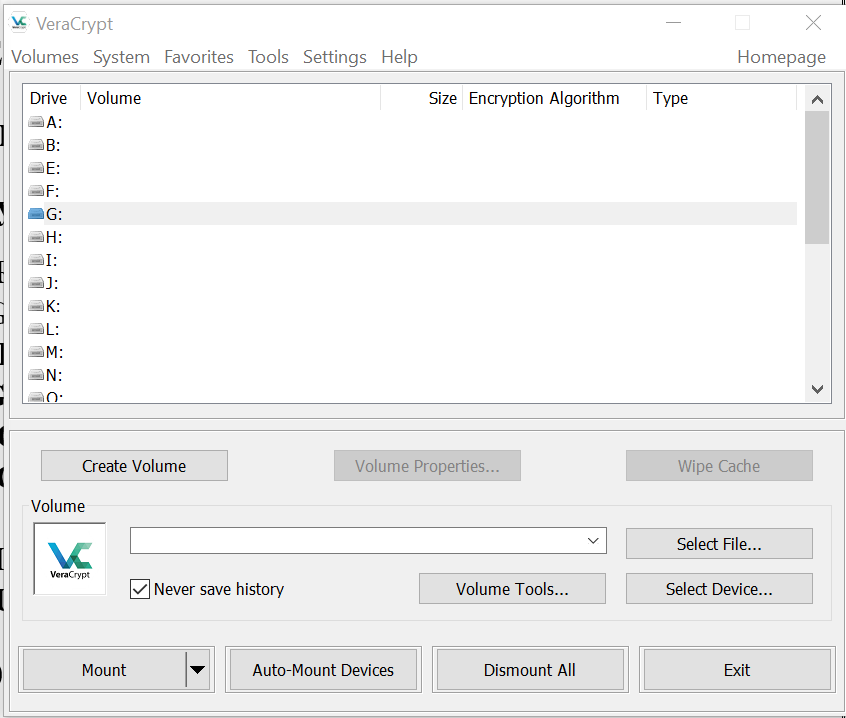 VeraCrypt
Volumes System Favorites Tools Settings Help Homepage
Drive Volume Size Encryption Algorithm Type
A:
B:
E:
F:
G:
H:
I:
J:
K:
L:
M:
N:
O:
Create Volume Volume Properties... Wipe Cache
Volume
VeraCrypt
Select File...
Never save history Volume Tools... Select Device...
Mount Auto-Mount Devices Dismount All Exit